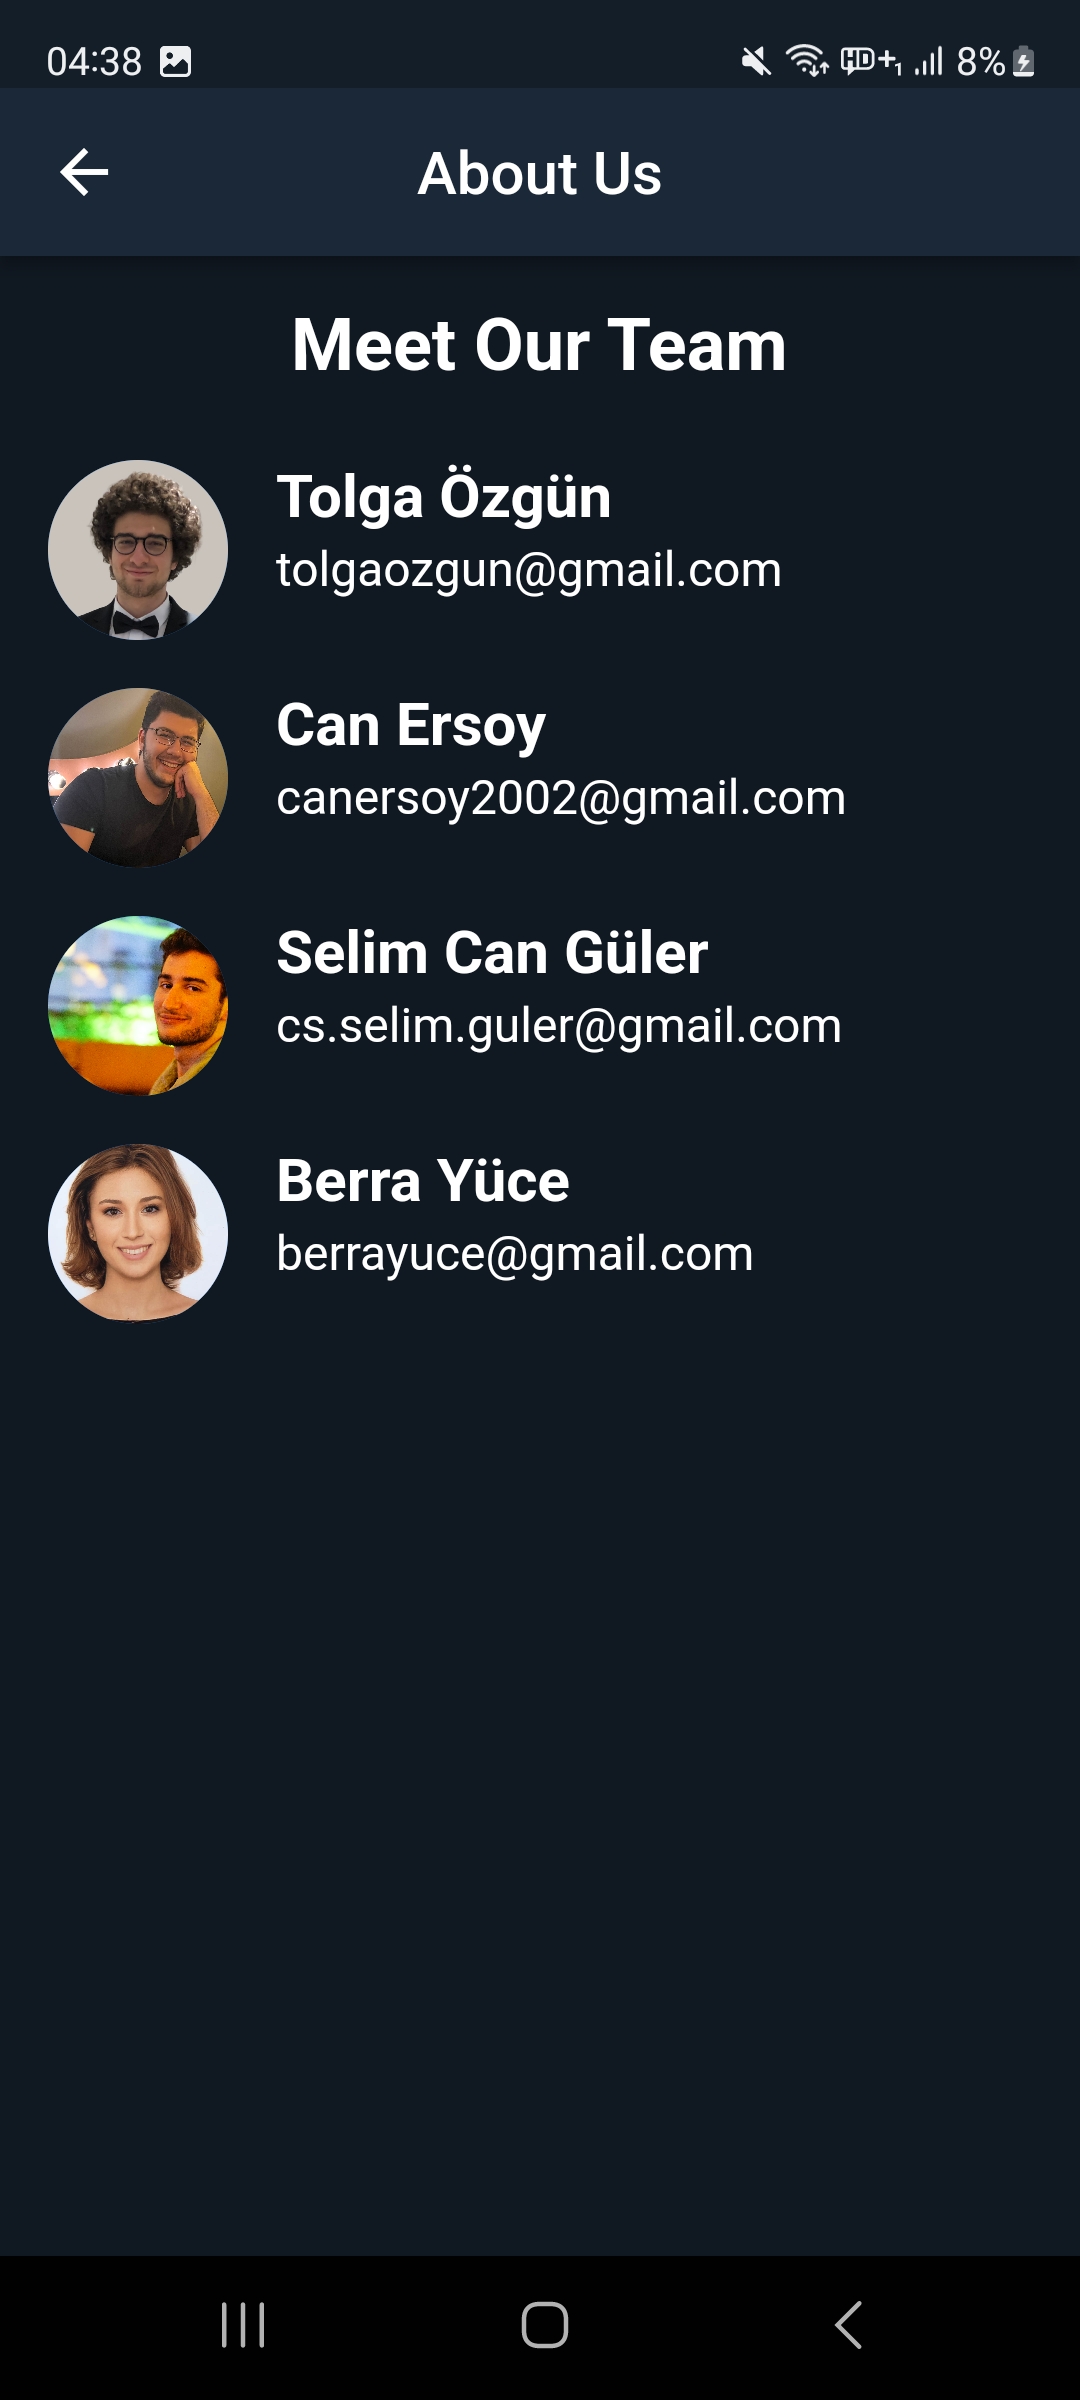 04:38 8%
About Us
Meet Our Team
Tolga Özgün
tolgaozgun@gmail.com
Can Ersoy
canersoy2002@gmail.com
Selim Can Güler
cs.selim.guler@gmail.com
Berra Yüce
berrayuce@gmail.com